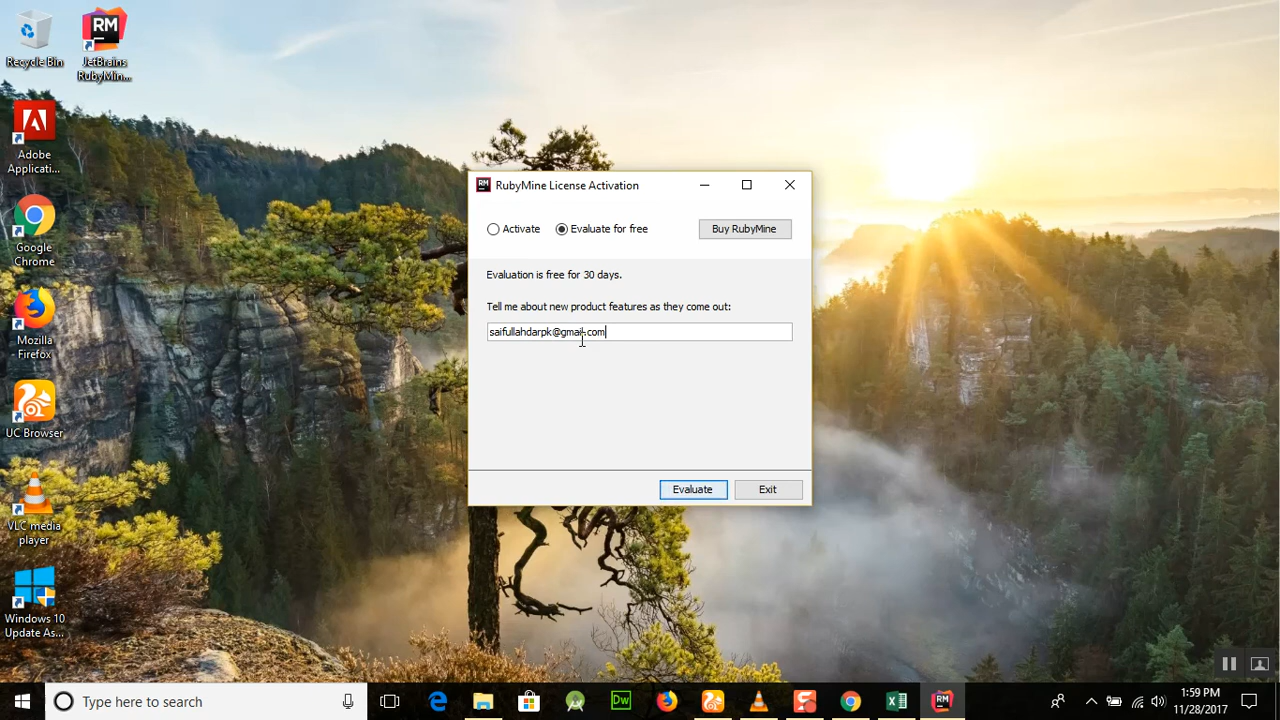 Recycle Bin
RM
JetBrains
RubyMin...
Adobe
Applicati...
Google
Chrome
Mozilla
Firefox
UC Browser
VLC media
player
Windows 10
Update As...
RM
RubyMine License Activation
Activate
Evaluate for free
Buy RubyMine
Evaluation is free for 30 days.
Tell me about new product features as they come out:
saifullahdarpk@gmail.com
Evaluate
Exit
Type here to search
Dw
RM
1:59 PM
11/28/2017